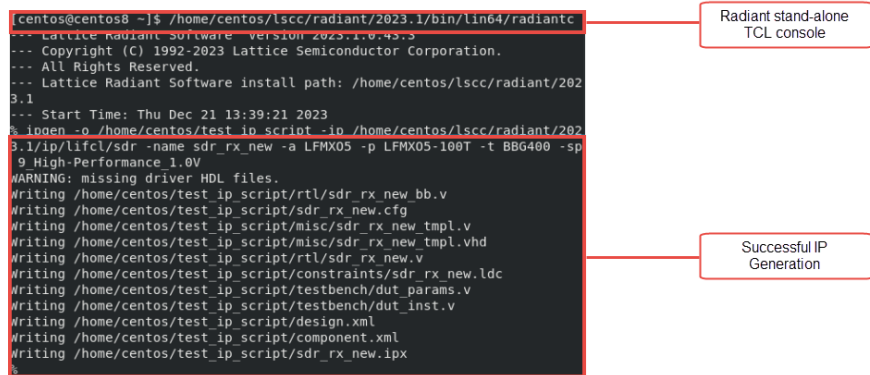 [centos@centos8 ~]$ /home/centos/lscc/radiant/2023.1/bin/lin64/radiantc
--- Lattice Radiant Software  Version 2023.1.0.43.3
--- Copyright (C) 1992-2023 Lattice Semiconductor Corporation.
--- All Rights Reserved.
--- Lattice Radiant Software install path: /home/centos/lscc/radiant/202
3.1
--- Start Time: Thu Dec 21 13:39:21 2023
% ipgen -o /home/centos/test_ip_script -ip /home/centos/lscc/radiant/202
3.1/ip/lifcl/sdr -name sdr_rx_new -a LFMXO5 -p LFMXO5-100T -t BBG400 -sp
9_High-Performance_1.0V
WARNING: missing driver HDL files.
Writing /home/centos/test_ip_script/rtl/sdr_rx_new_bb.v
Writing /home/centos/test_ip_script/sdr_rx_new.cfg
Writing /home/centos/test_ip_script/misc/sdr_rx_new_tmpl.v
Writing /home/centos/test_ip_script/misc/sdr_rx_new_tmpl.vhd
Writing /home/centos/test_ip_script/rtl/sdr_rx_new.v
Writing /home/centos/test_ip_script/constraints/sdr_rx_new.ldc
Writing /home/centos/test_ip_script/testbench/dut_params.v
Writing /home/centos/test_ip_script/testbench/dut_inst.v
Writing /home/centos/test_ip_script/design.xml
Writing /home/centos/test_ip_script/component.xml
Writing /home/centos/test_ip_script/sdr_rx_new.ipx
%
Radiant stand-alone
TCL console
Successful IP
Generation